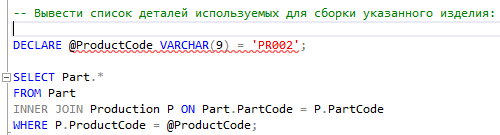 -- Вывести список деталей используемых для сборки указанного изделия:
DECLARE @ProductCode VARCHAR(9) = 'PR002';
SELECT Part.*
FROM Part
INNER JOIN Production P ON Part.PartCode = P.PartCode
WHERE P.ProductCode = @ProductCode;